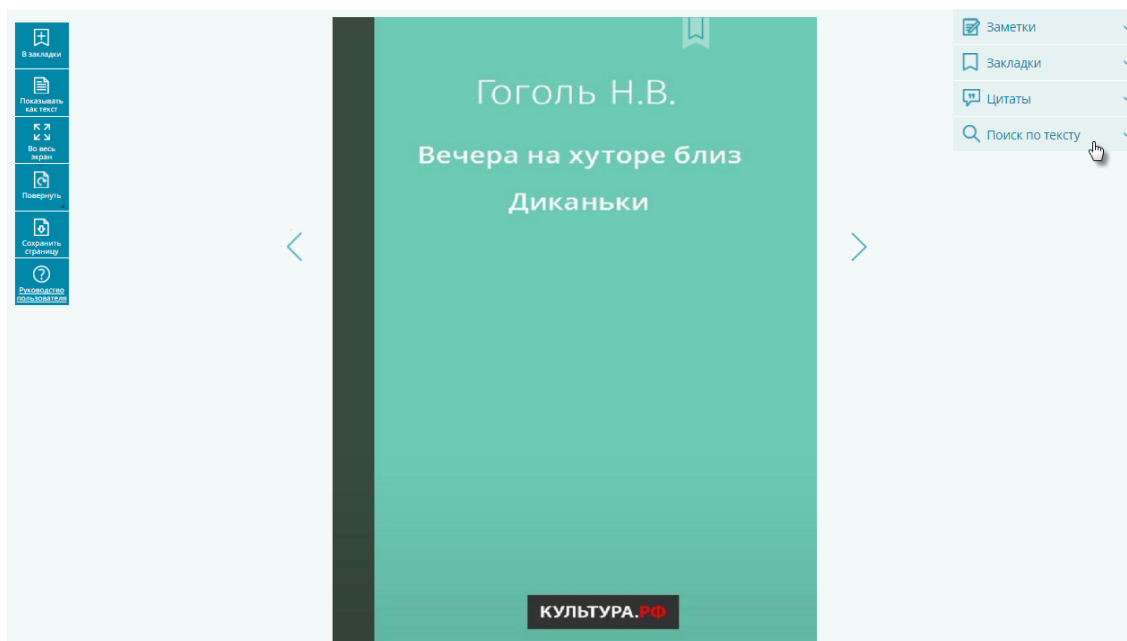 В закладки
Показывать
как текст
Во весь
экран
Повернуть
Сохранить
страницу
Руководство
пользователя
Гоголь Н.В.
Вечера на хуторе близ
Диканьки
КУЛЬТУРА.РФ
Заметки
Закладки
Цитаты
Поиск по тексту